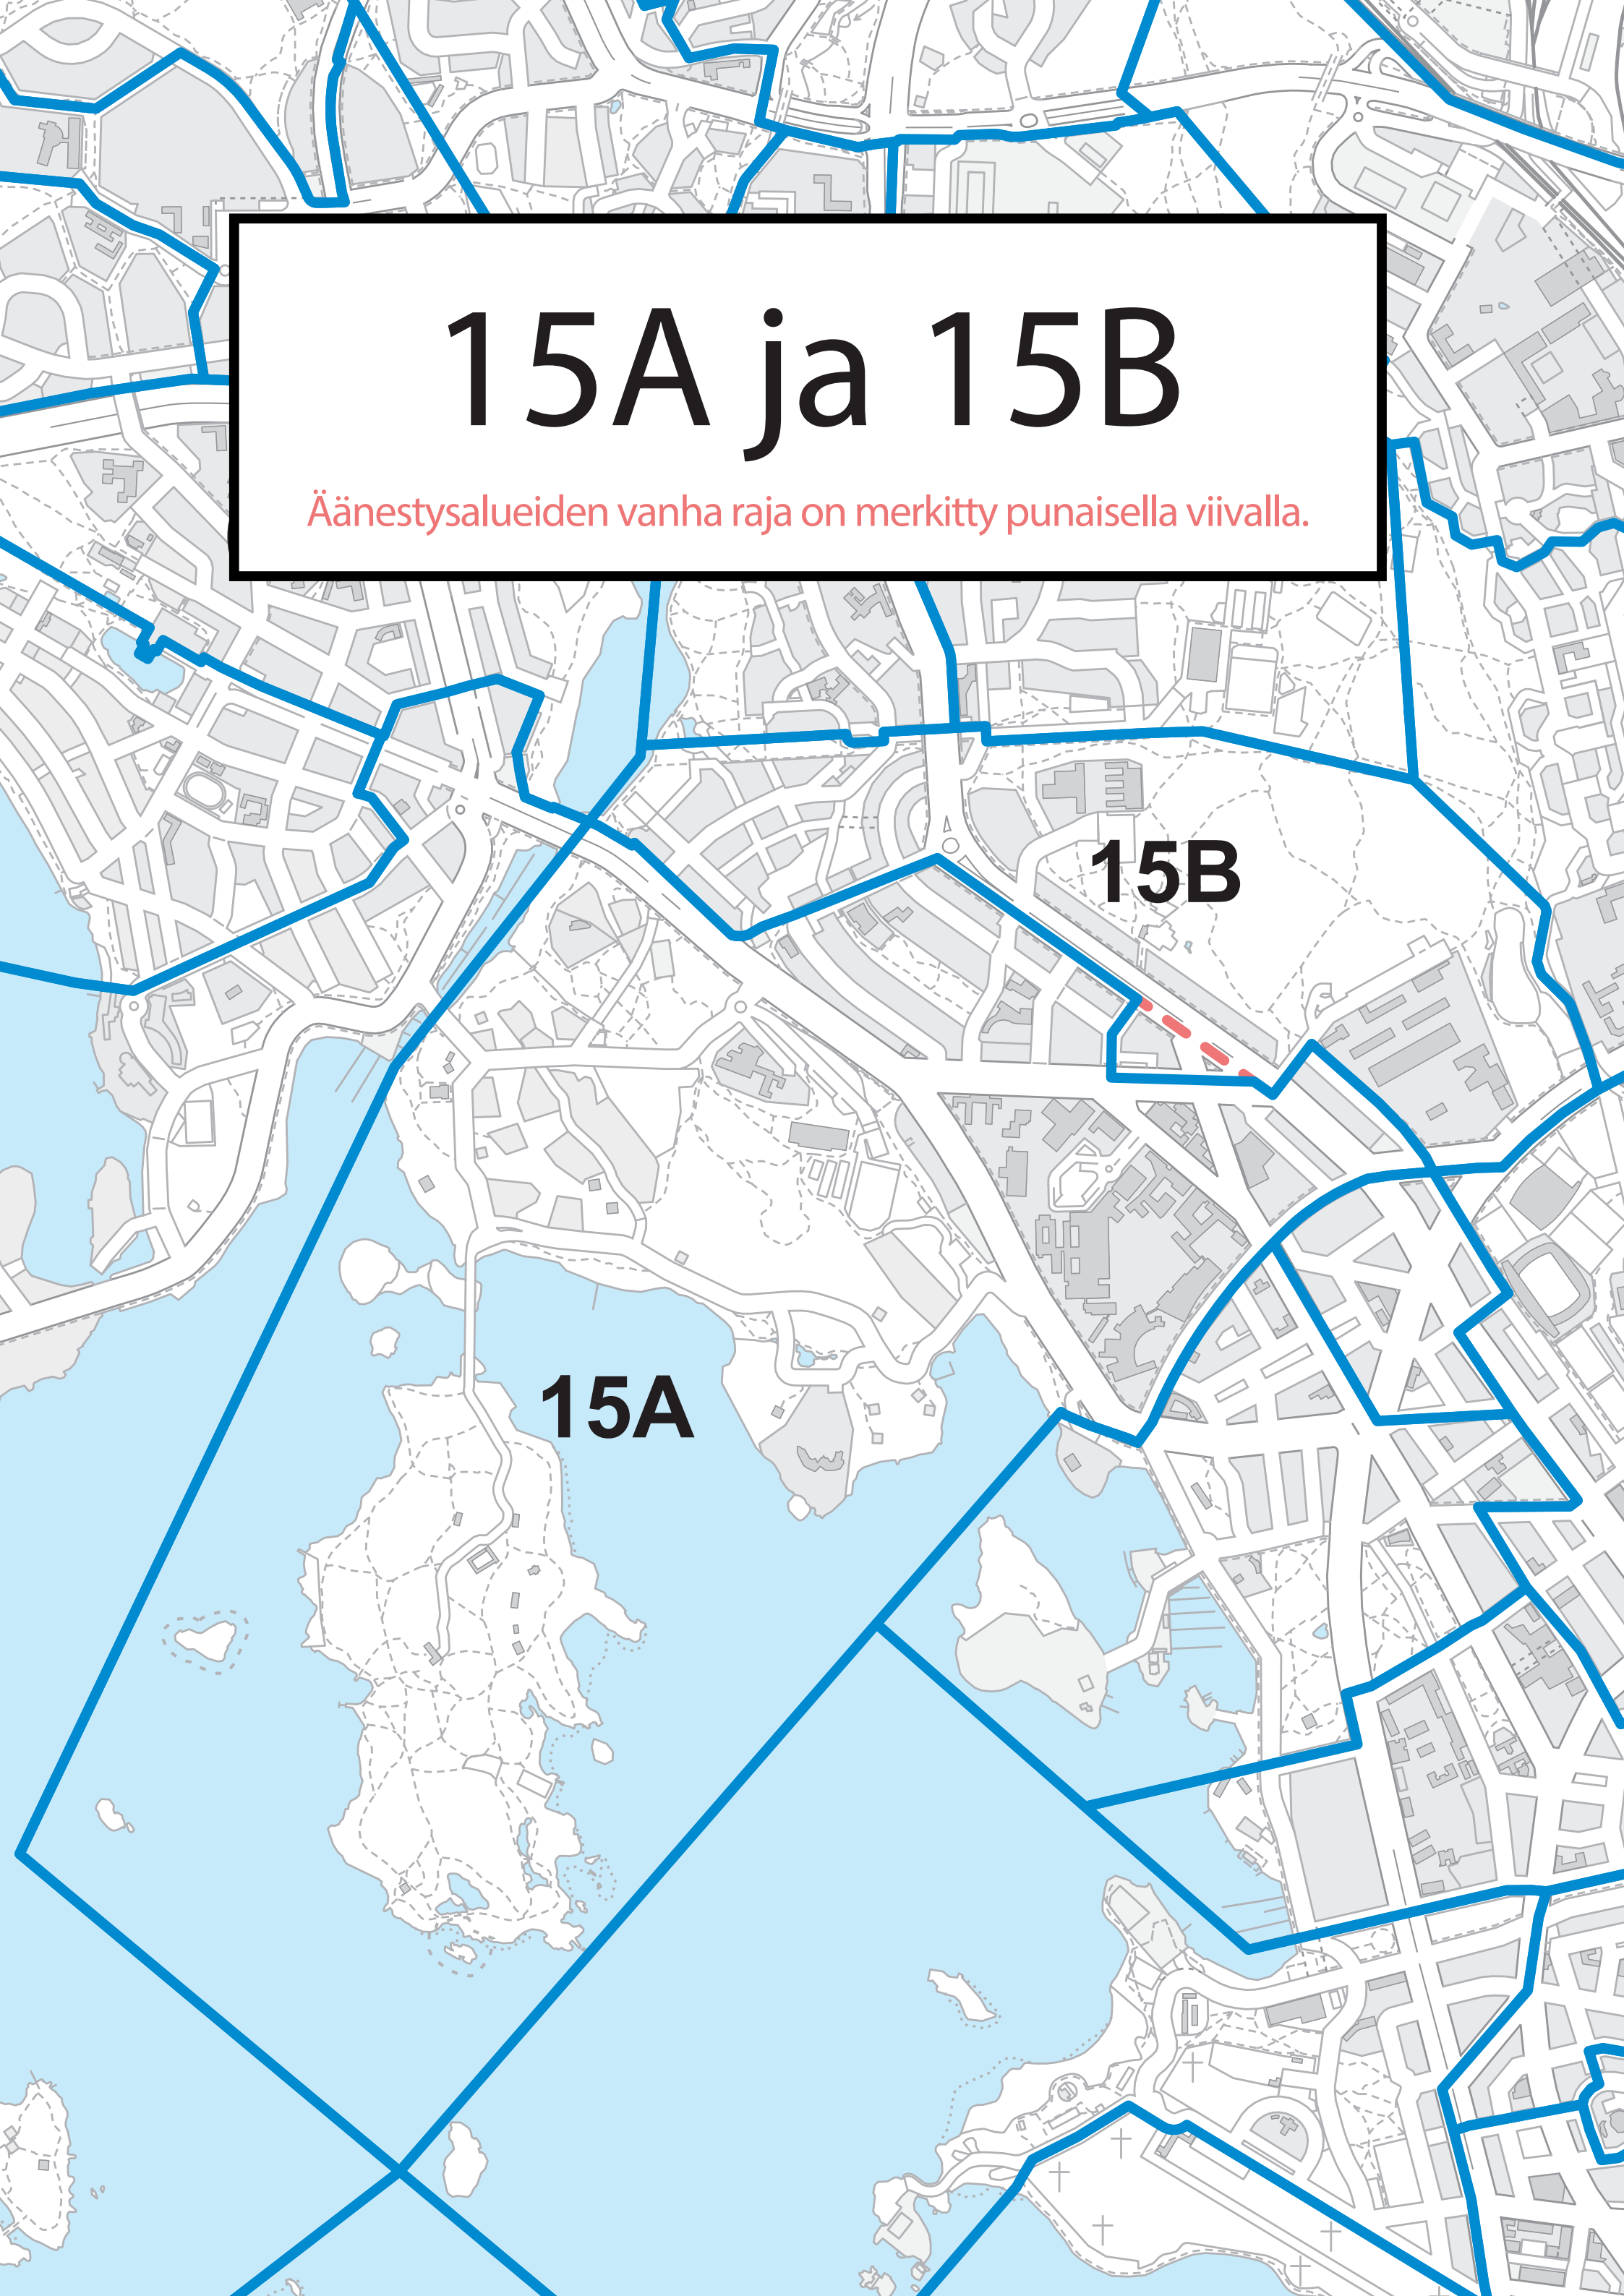 15A ja 15B
Äänestysalueiden vanha raja on merkitty punaisella viivalla.
15B
15A